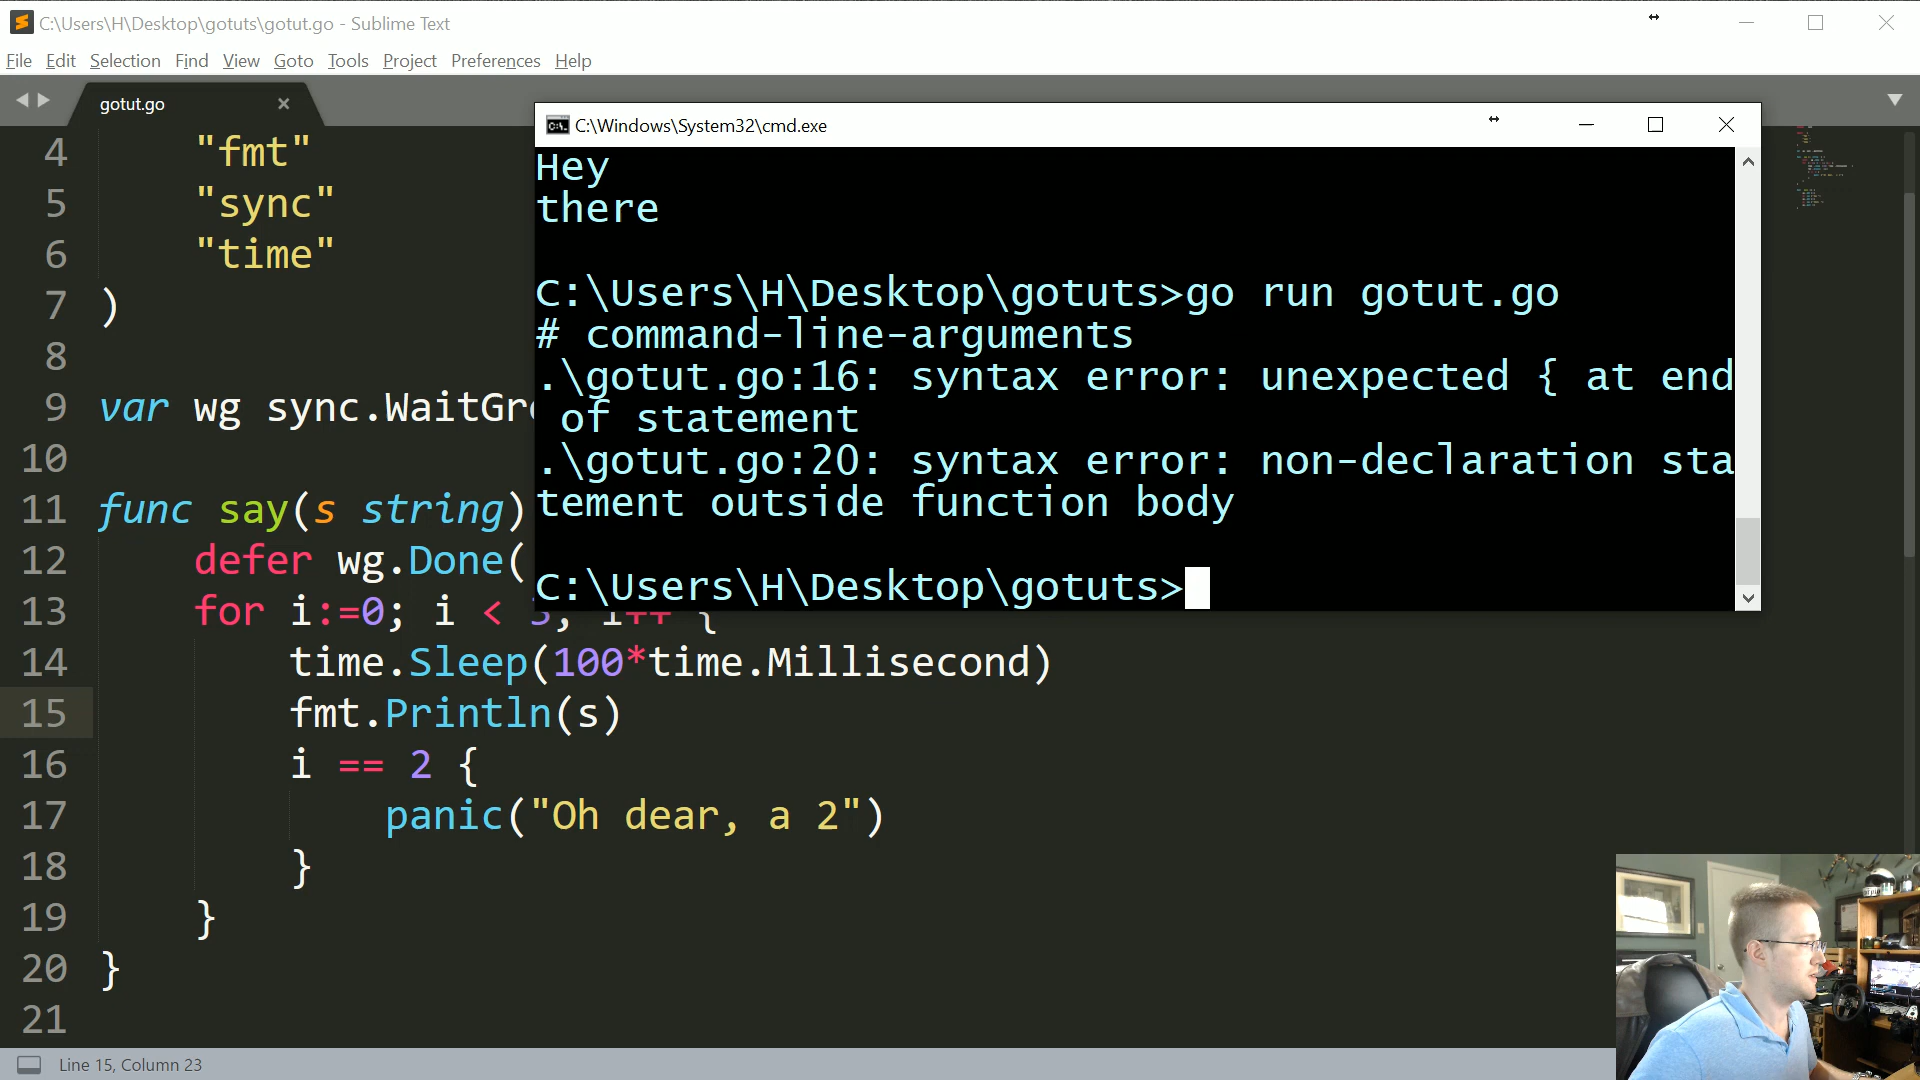 C:\Users\H\Desktop\gotuts\gotut.go - Sublime Text
File Edit Selection Find View Goto Tools Project Preferences Help
gotut.go
4 "fmt"
5 "sync"
6 "time"
7 )
8
9 var wg sync.WaitGr
10
11 func say(s string)
12 defer wg.Done(
13 for i:=0; i < 3; i++ {
14 time.Sleep(100*time.Millisecond)
15 fmt.Println(s)
16 i == 2 {
17 panic("Oh dear, a 2")
18 }
19 }
20 }
21
C:\Windows\System32\cmd.exe
Hey
there
C:\Users\H\Desktop\gotuts>go run gotut.go
# command-line-arguments
.\gotut.go:16: syntax error: unexpected { at end
of statement
.\gotut.go:20: syntax error: non-declaration sta
tement outside function body
C:\Users\H\Desktop\gotuts>
Line 15, Column 23